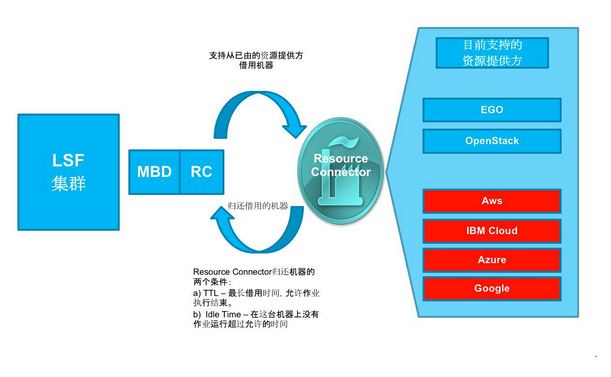 支持从已由的资源提供方
借用机器
目前支持的
资源提供方
EGO
OpenStack
LSF
集群
MBD
RC
Resource
Connector
归还借用的机器
Aws
IBM Cloud
Azure
Google
Resource Connector归还机器的
两个条件：
a) TTL – 最长借用时间，允许作业
执行结束。
b) Idle Time – 在这台机器上没有
作业运行超过允许的时间